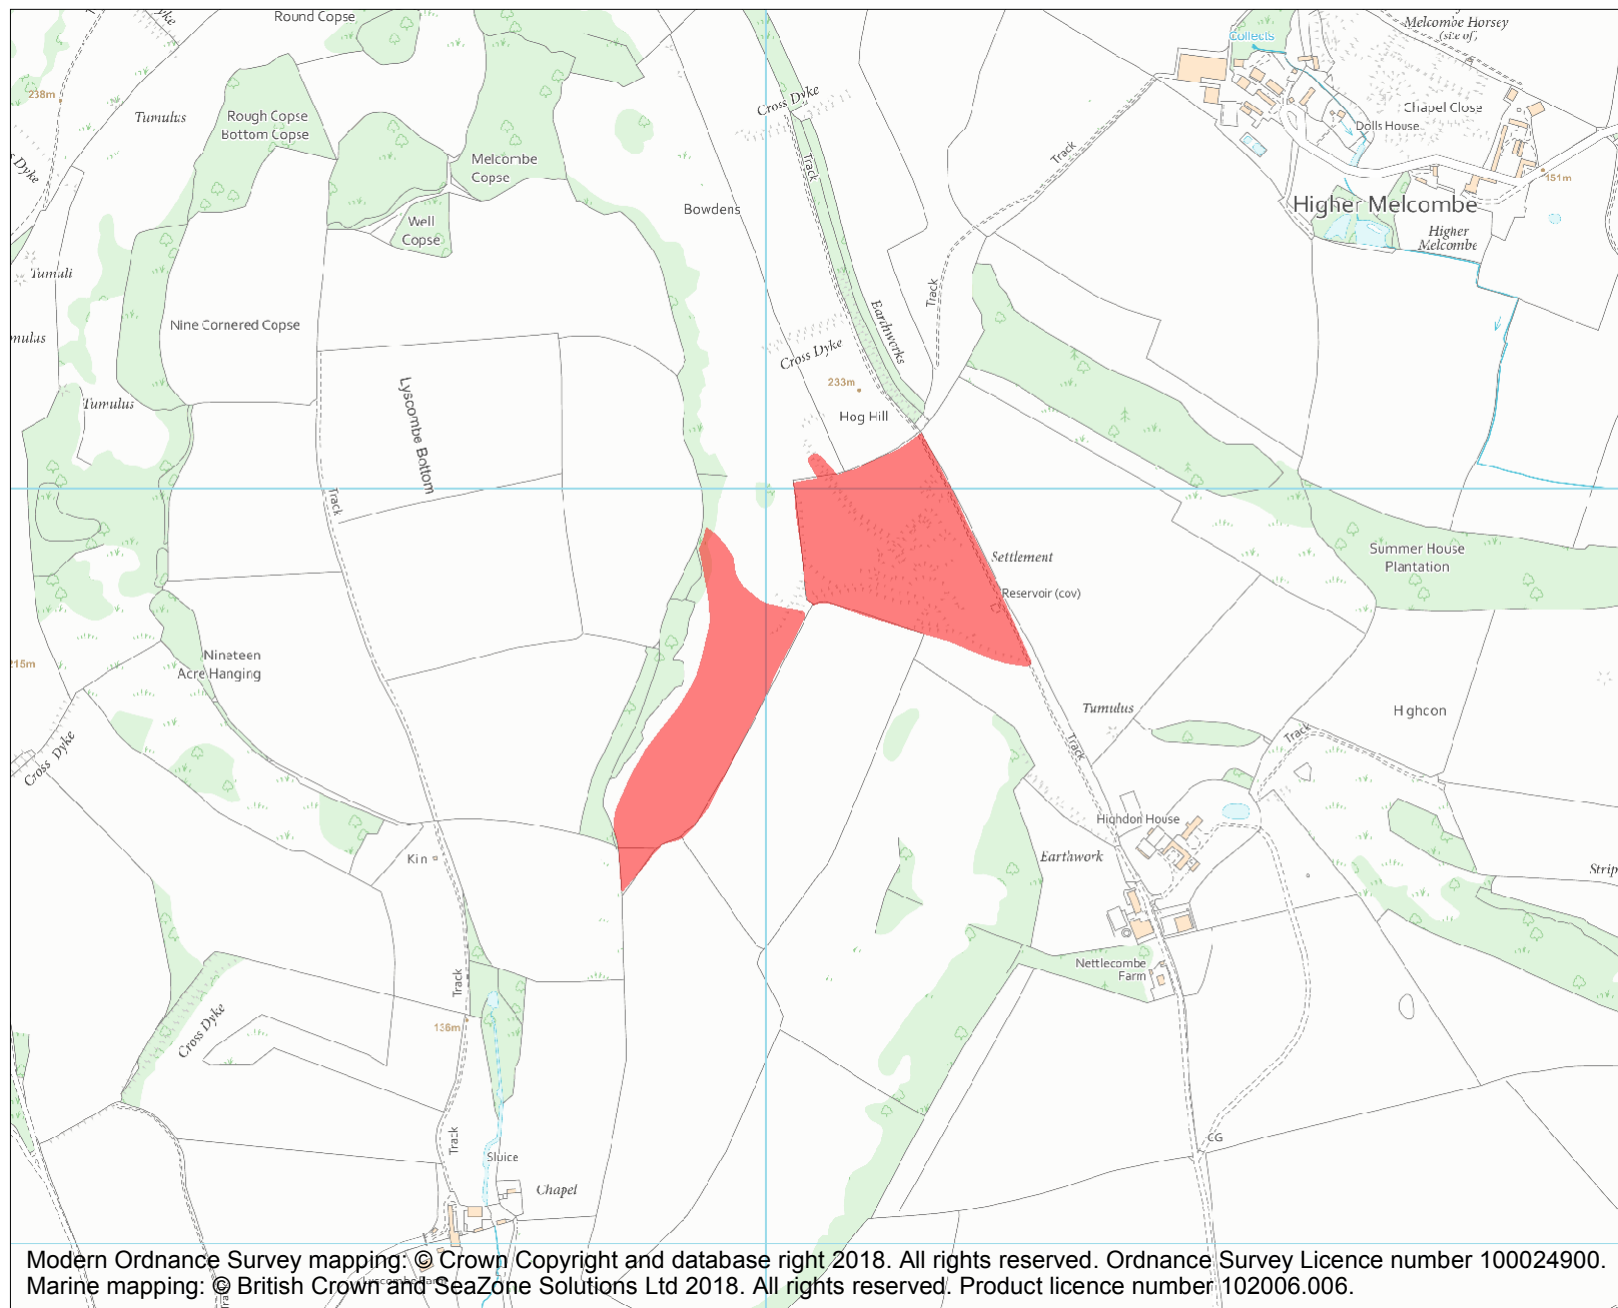 Round Copse
Melcombe Horsey
(site of)
Collects
238m
Tumulus
Rough Copse
Bottom Copse
Cross Dyke
Chapel Close
Dolls House
Track
Track
Melcombe
Copse
151m
Bowdens
Higher Melcombe
Well
Copse
Higher
Melcombe
Tumuli
Track
Nine Cornered Copse
Earthworks
Cross Dyke
233m
Tumulus
Hog Hill
Lyscombe Bottom
Track
Settlement
Summer House
Plantation
Reservoir (cov)
Nineteen
Acre Hanging
215m
Tumulus
Highcon
Track
Track
Cross Dyke
Highdon House
Kin
Earthwork
Strip
Nettlecombe
Farm
Track
136m
Cross Dyke
Track
CG
Sluice
Chapel
Modern Ordnance Survey mapping: © Crown Copyright and database right 2018. All rights reserved. Ordnance Survey Licence number 100024900.
Marine mapping: © British Crown and SeaZone Solutions Ltd 2018. All rights reserved. Product licence number 102006.006.